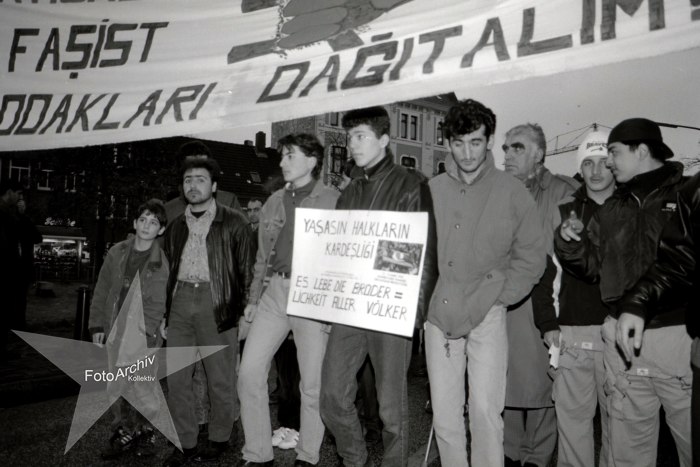 FAŞİST
ODAKLARI DAĞITALIM!
YAŞASIN HALKLARIN
KARDEŞLİĞİ
ES LEBE DIE BRÜDER=
LICHKEIT ALLER VÖLKER
FotoArchiv
Kollektiv